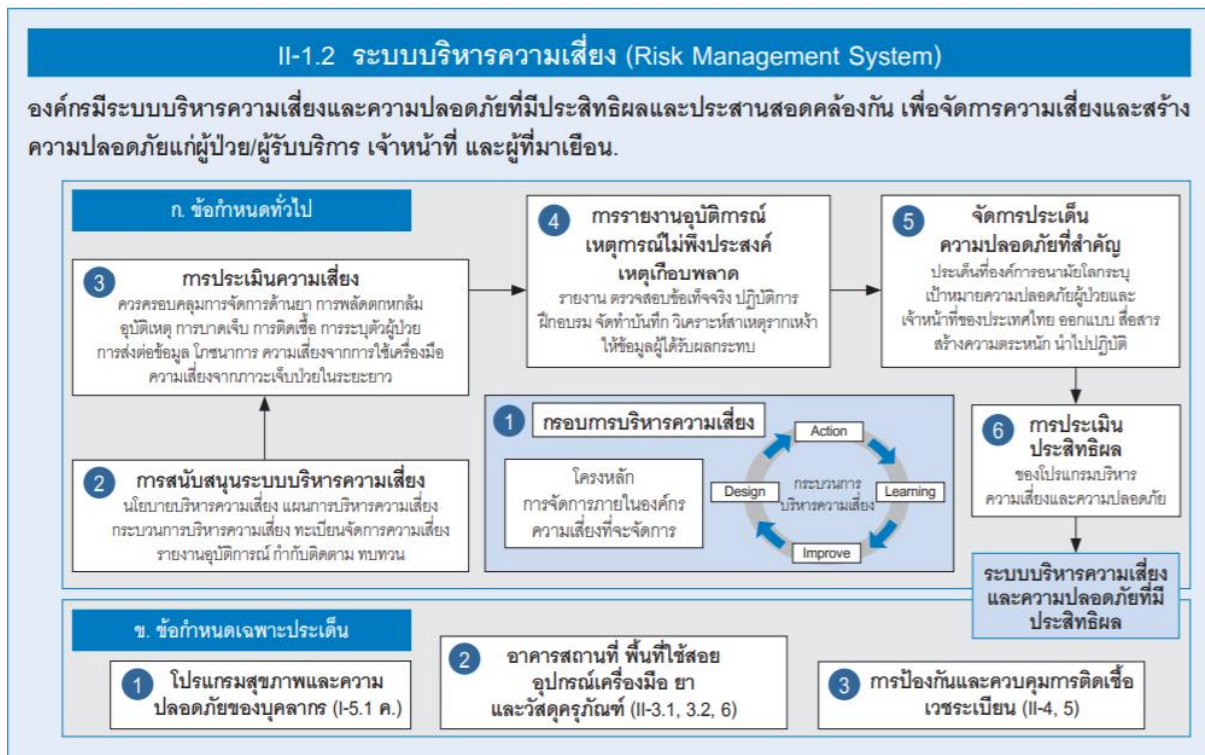 II-1.2 ระบบบริหารความเสี่ยง (Risk Management System)
องค์กรมีระบบบริหารความเสี่ยงและความปลอดภัยที่มีประสิทธิผลและประสานสอดคล้องกัน เพื่อจัดการความเสี่ยงและสร้าง
ความปลอดภัยแก่ผู้ป่วย/ผู้รับบริการ เจ้าหน้าที่ และผู้ที่มาเยือน.
ก. ข้อกำหนดทั่วไป
1
กรอบการบริหารความเสี่ยง
โครงหลัก
การจัดการภายในองค์กร
ความเสี่ยงที่จะจัดการ
Action
Design
กระบวนการ
บริหารความเสี่ยง
Learning
Improve
2
การสนับสนุนระบบบริหารความเสี่ยง
นโยบายบริหารความเสี่ยง แผนการบริหารความเสี่ยง
กระบวนการบริหารความเสี่ยง ทะเบียนจัดการความเสี่ยง
รายงานอุบัติการณ์ กำกับติดตาม ทบทวน
3
การประเมินความเสี่ยง
ควรครอบคลุมการจัดการด้านยา การพลัดตกหกล้ม
อุบัติเหตุ การบาดเจ็บ การติดเชื้อ การระบุตัวผู้ป่วย
การส่งต่อข้อมูล โภชนาการ ความเสี่ยงจากการใช้เครื่องมือ
ความเสี่ยงจากภาวะเจ็บป่วยในระยะยาว
4
การรายงานอุบัติการณ์
เหตุการณ์ไม่พึงประสงค์
เหตุเกือบพลาด
รายงาน ตรวจสอบข้อเท็จจริง ปฏิบัติการ
ฝึกอบรม จัดทำบันทึก วิเคราะห์สาเหตุรากเหง้า
ให้ข้อมูลผู้ได้รับผลกระทบ
5
จัดการประเด็น
ความปลอดภัยที่สำคัญ
ประเด็นที่องค์การอนามัยโลกระบุ
เป้าหมายความปลอดภัยผู้ป่วยและ
เจ้าหน้าที่ของประเทศไทย ออกแบบ สื่อสาร
สร้างความตระหนัก นำไปปฏิบัติ
6
การประเมิน
ประสิทธิผล
ของโปรแกรมบริหาร
ความเสี่ยงและความปลอดภัย
ระบบบริหารความเสี่ยง
และความปลอดภัยที่มี
ประสิทธิผล
ข. ข้อกำหนดเฉพาะประเด็น
1
โปรแกรมสุขภาพและความ
ปลอดภัยของบุคลากร (I-5.1 ค.)
2
อาคารสถานที่ พื้นที่ใช้สอย
อุปกรณ์เครื่องมือ ยา
และวัสดุครุภัณฑ์ (II-3.1, 3.2, 6)
3
การป้องกันและควบคุมการติดเชื้อ
เวชระเบียน (II-4, 5)